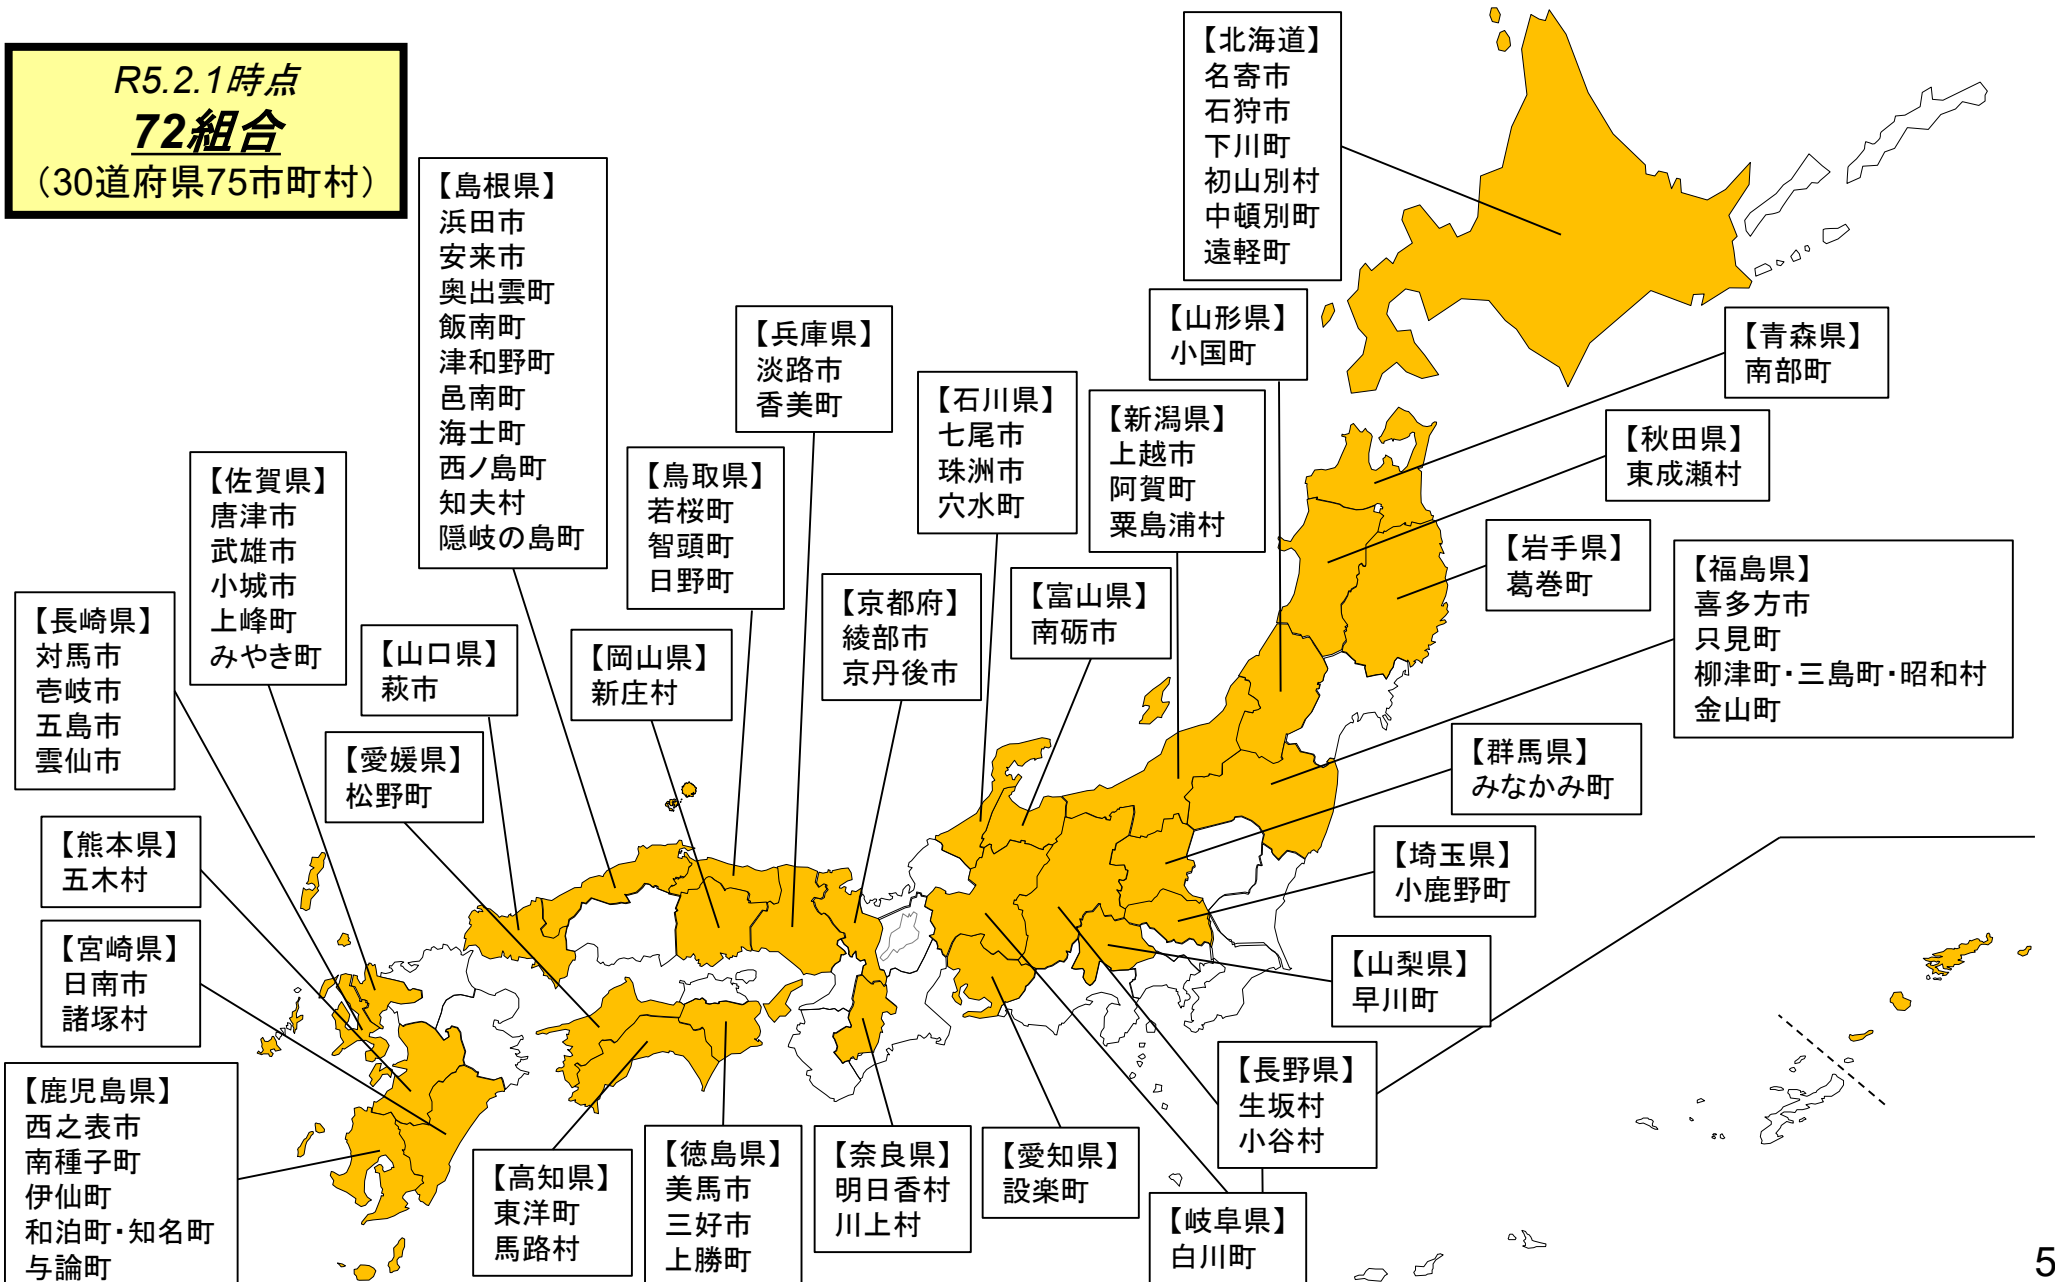 R5.2.1時点
72組合
（30道府県75市町村）
【北海道】
名寄市
石狩市
下川町
初山別村
中頓別町
遠軽町
【島根県】
浜田市
安来市
奥出雲町
飯南町
津和野町
邑南町
海士町
西ノ島町
知夫村
隠岐の島町
【兵庫県】
淡路市
香美町
【山形県】
小国町
【青森県】
南部町
【石川県】
七尾市
珠洲市
穴水町
【新潟県】
上越市
阿賀町
粟島浦村
【秋田県】
東成瀬村
【佐賀県】
唐津市
武雄市
小城市
上峰町
みやき町
【鳥取県】
若桜町
智頭町
日野町
【岩手県】
葛巻町
【福島県】
喜多方市
只見町
柳津町・三島町・昭和村
金山町
【長崎県】
対馬市
壱岐市
五島市
雲仙市
【山口県】
萩市
【岡山県】
新庄村
【京都府】
綾部市
京丹後市
【富山県】
南砺市
【愛媛県】
松野町
【群馬県】
みなかみ町
【熊本県】
五木村
【埼玉県】
小鹿野町
【宮崎県】
日南市
諸塚村
【山梨県】
早川町
【鹿児島県】
西之表市
南種子町
伊仙町
和泊町・知名町
与論町
【高知県】
東洋町
馬路村
【徳島県】
美馬市
三好市
上勝町
【奈良県】
明日香村
川上村
【愛知県】
設楽町
【長野県】
生坂村
小谷村
【岐阜県】
白川町
5